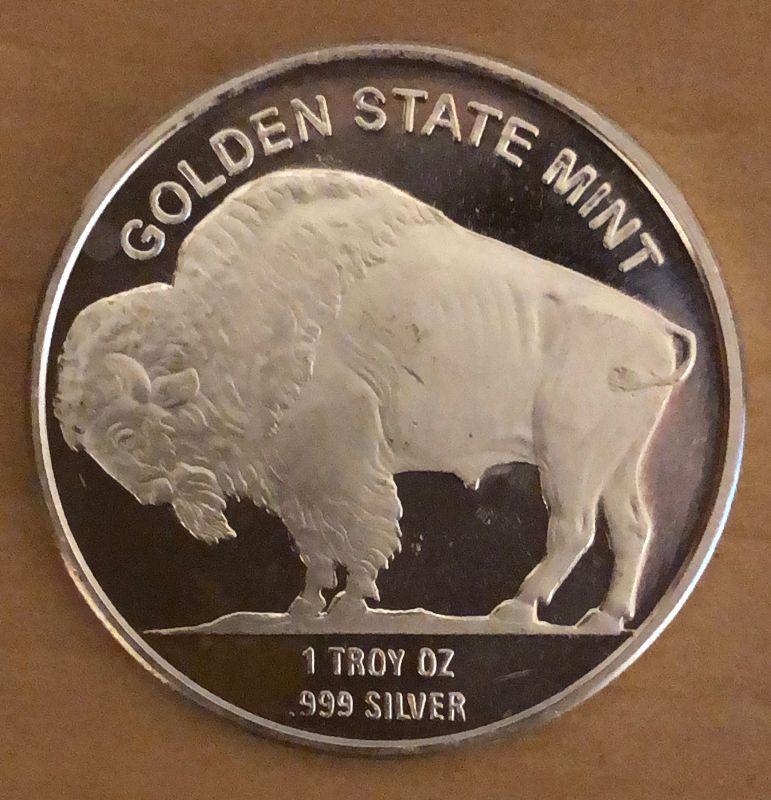 GOLDEN STATE MINT
1 TROY OZ
.999 SILVER